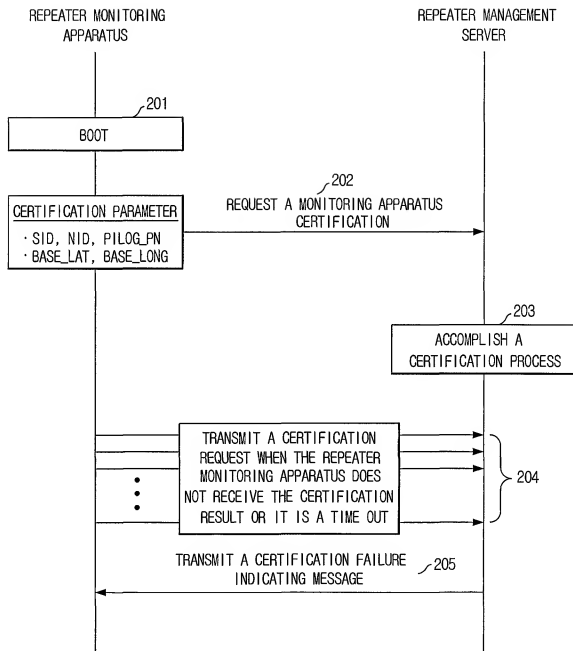 REPEATER MONITORING
APPARATUS
REPEATER MANAGEMENT
SERVER
201
BOOT
202
CERTIFICATION PARAMETER
· SID, NID, PILOG_PN
· BASE_LAT, BASE_LONG
REQUEST A MONITORING APPARATUS
CERTIFICATION
203
ACCOMPLISH A
CERTIFICATION PROCESS
TRANSMIT A CERTIFICATION
REQUEST WHEN THE REPEATER
MONITORING APPARATUS DOES
NOT RECEIVE THE CERTIFICATION
RESULT OR IT IS A TIME OUT
204
TRANSMIT A CERTIFICATION FAILURE
INDICATING MESSAGE
205